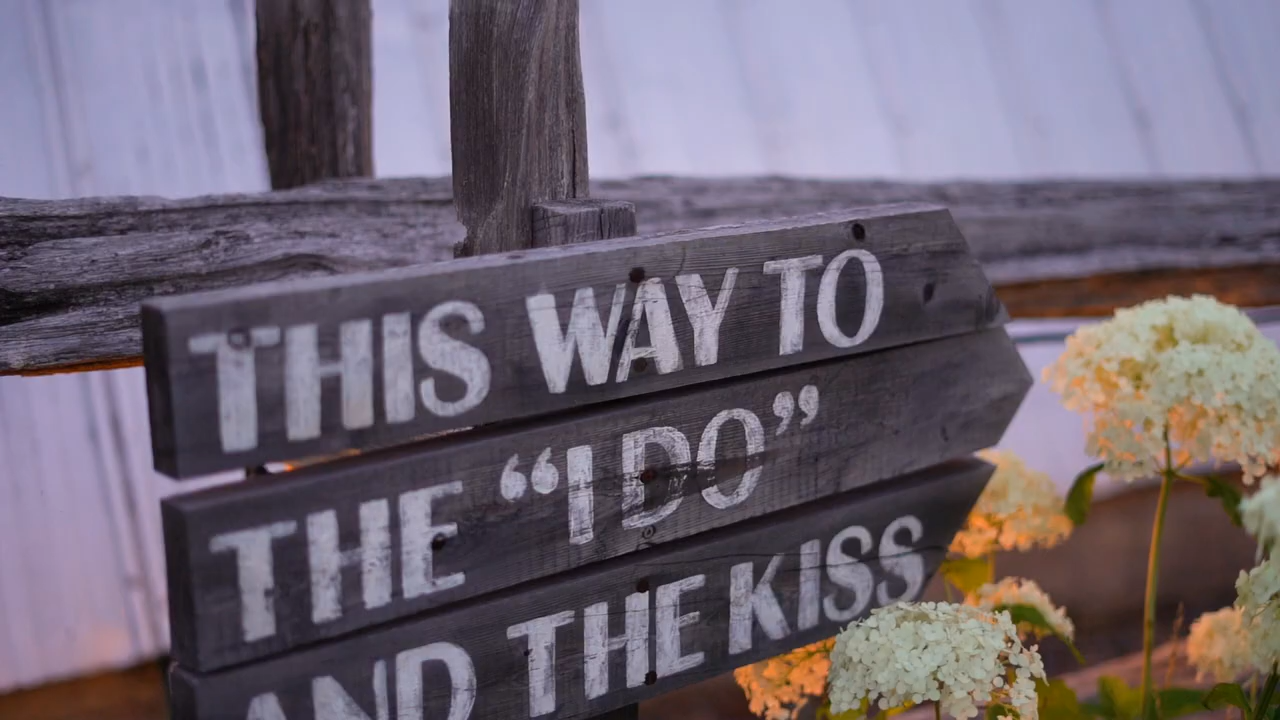 THIS WAY TO
THE “I DO”
AND THE KISS